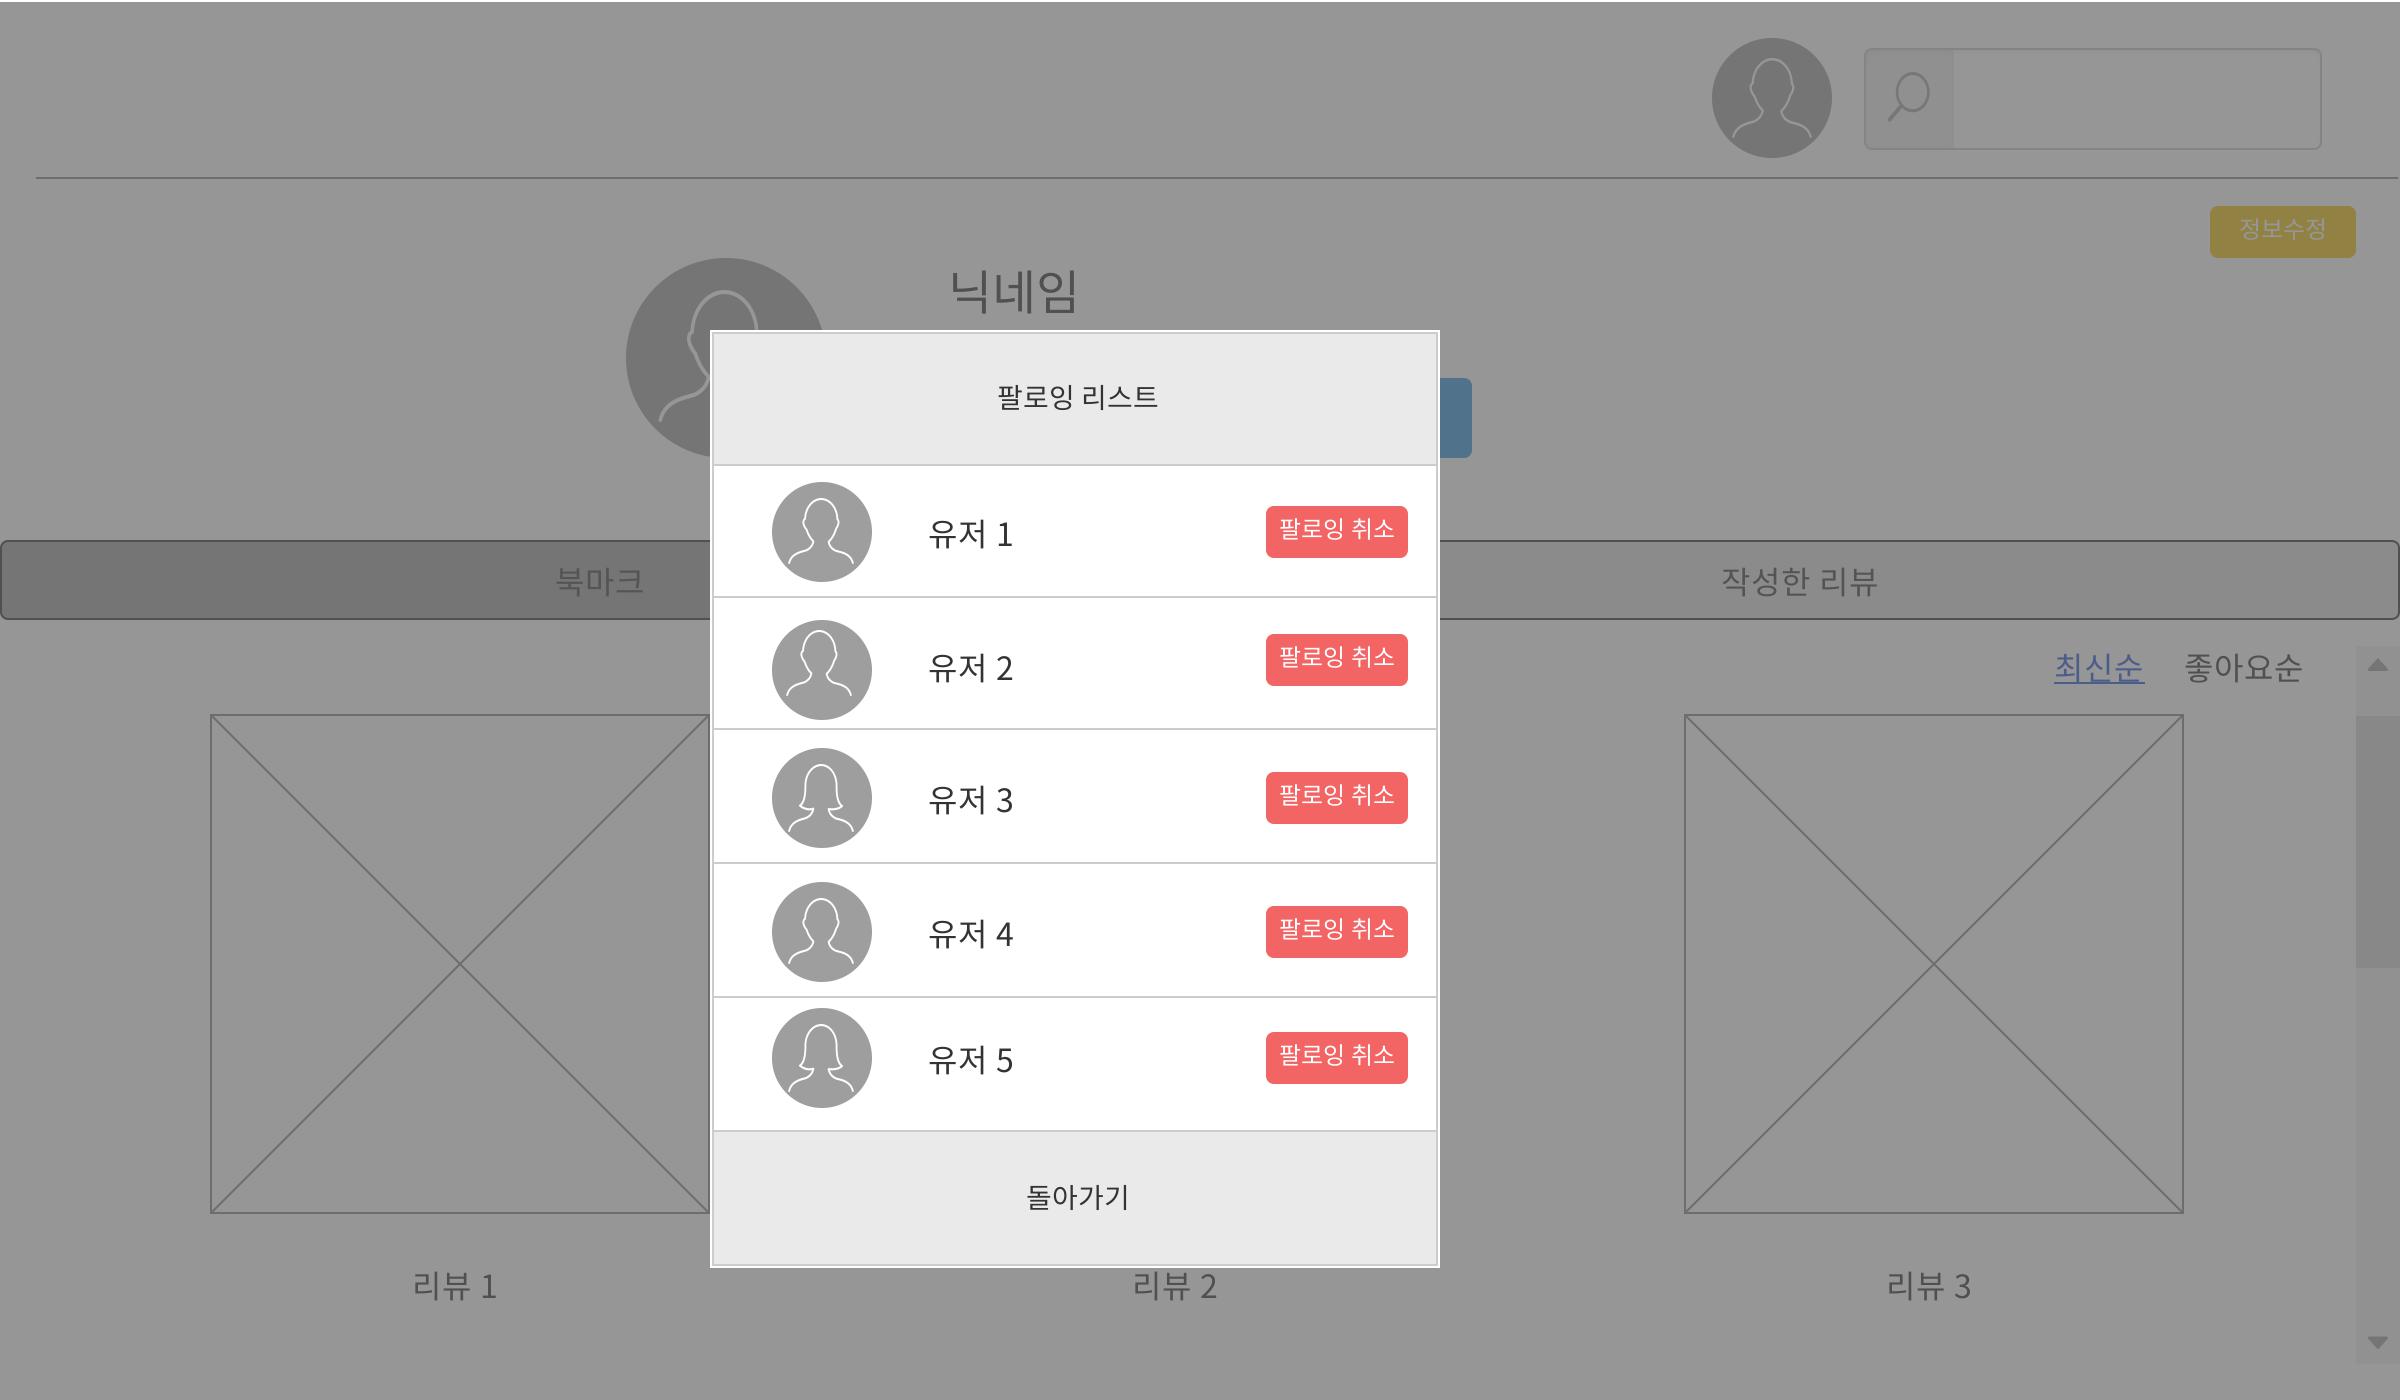 정보수정
닉네임
팔로잉 리스트
유저 1
팔로잉 취소
북마크
작성한 리뷰
유저 2
팔로잉 취소
최신순
좋아요순
유저 3
팔로잉 취소
유저 4
팔로잉 취소
유저 5
팔로잉 취소
돌아가기
리뷰 1
리뷰 2
리뷰 3